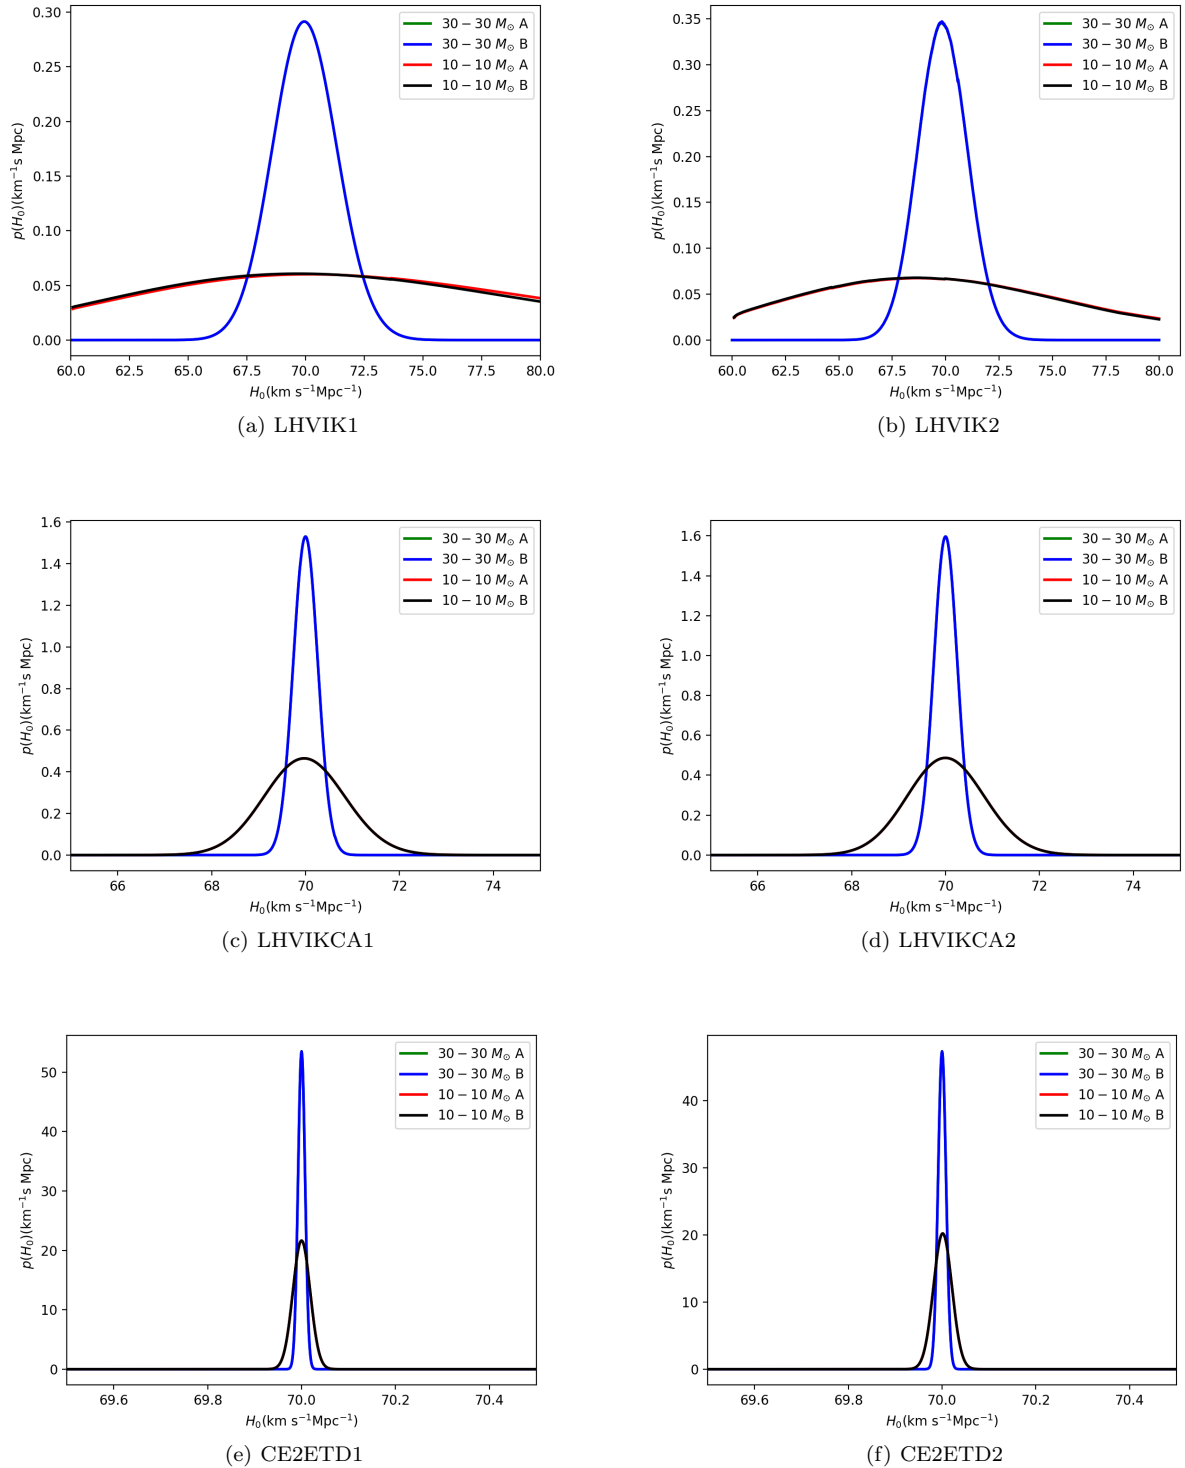 30 − 30 M⊙ A
30 − 30 M⊙ B
10 − 10 M⊙ A
10 − 10 M⊙ B
0.30
0.25
0.20
0.15
0.10
0.05
0.00
p(H₀)(km⁻¹s Mpc)
60.0 62.5 65.0 67.5 70.0 72.5 75.0 77.5 80.0
H₀(km s⁻¹Mpc⁻¹)
(a) LHVIK1
30 − 30 M⊙ A
30 − 30 M⊙ B
10 − 10 M⊙ A
10 − 10 M⊙ B
0.35
0.30
0.25
0.20
0.15
0.10
0.05
0.00
p(H₀)(km⁻¹s Mpc)
60.0 62.5 65.0 67.5 70.0 72.5 75.0 77.5 80.0
H₀(km s⁻¹Mpc⁻¹)
(b) LHVIK2
30 − 30 M⊙ A
30 − 30 M⊙ B
10 − 10 M⊙ A
10 − 10 M⊙ B
1.6
1.4
1.2
1.0
0.8
0.6
0.4
0.2
0.0
p(H₀)(km⁻¹s Mpc)
66 68 70 72 74
H₀(km s⁻¹Mpc⁻¹)
(c) LHVIKCA1
30 − 30 M⊙ A
30 − 30 M⊙ B
10 − 10 M⊙ A
10 − 10 M⊙ B
1.6
1.4
1.2
1.0
0.8
0.6
0.4
0.2
0.0
p(H₀)(km⁻¹s Mpc)
66 68 70 72 74
H₀(km s⁻¹Mpc⁻¹)
(d) LHVIKCA2
30 − 30 M⊙ A
30 − 30 M⊙ B
10 − 10 M⊙ A
10 − 10 M⊙ B
50
40
30
20
10
0
p(H₀)(km⁻¹s Mpc)
69.6 69.8 70.0 70.2 70.4
H₀(km s⁻¹Mpc⁻¹)
(e) CE2ETD1
30 − 30 M⊙ A
30 − 30 M⊙ B
10 − 10 M⊙ A
10 − 10 M⊙ B
40
30
20
10
0
p(H₀)(km⁻¹s Mpc)
69.6 69.8 70.0 70.2 70.4
H₀(km s⁻¹Mpc⁻¹)
(f) CE2ETD2